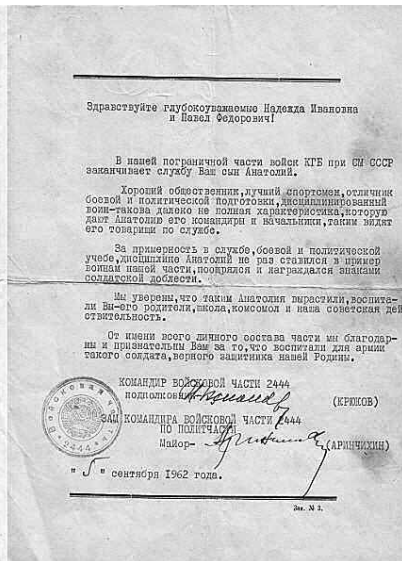 Здравствуйте глубокоуважаемые Надежда Ивановна
и Павел Федорович!
В нашей пограничной части войск КГБ при СМ СССР
заканчивает службу Ваш сын Анатолий.
Хороший общественник,лучший спортсмен,отличник
боевой и политической подготовки,дисциплинированный
воин-такова далеко не полная характеристика,которую
дают Анатолию его командиры и начальники,таким видят
его товарищи по службе.
За примерность в службе,боевой и политической
учебе,дисциплине Анатолий не раз ставился в пример
воинам нашей части,поощрялся и награждался знаками
солдатской доблести.
Мы уверены,что таким Анатолия вырастили,воспита-
ли Вы-его родители,школа,комсомол и наша советская дей
ствительность.
От имени всего личного состава части мы благодар-
ны и признательны Вам за то,что воспитали для армии
такого солдата,верного защитника нашей Родины.
КОМАНДИР ВОЙСКОВОЙ ЧАСТИ 2444
подполковник
(КРЮКОВ)
ЗАМ КОМАНДИРА ВОЙСКОВОЙ ЧАСТИ 2444
ПО ПОЛИТЧАСТИ
Майор-
(АРИНЧИХИН)
"5" сентября 1962 года.
Зак. № 3.
Войсковая
2444